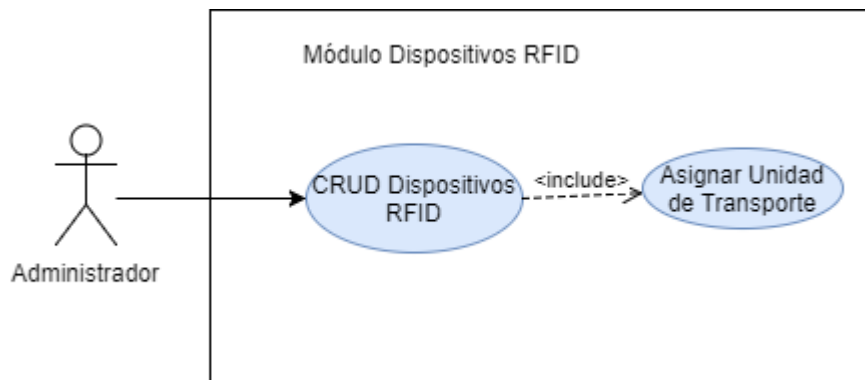 Módulo Dispositivos RFID
CRUD Dispositivos
RFID
<include>
Asignar Unidad
de Transporte
Administrador